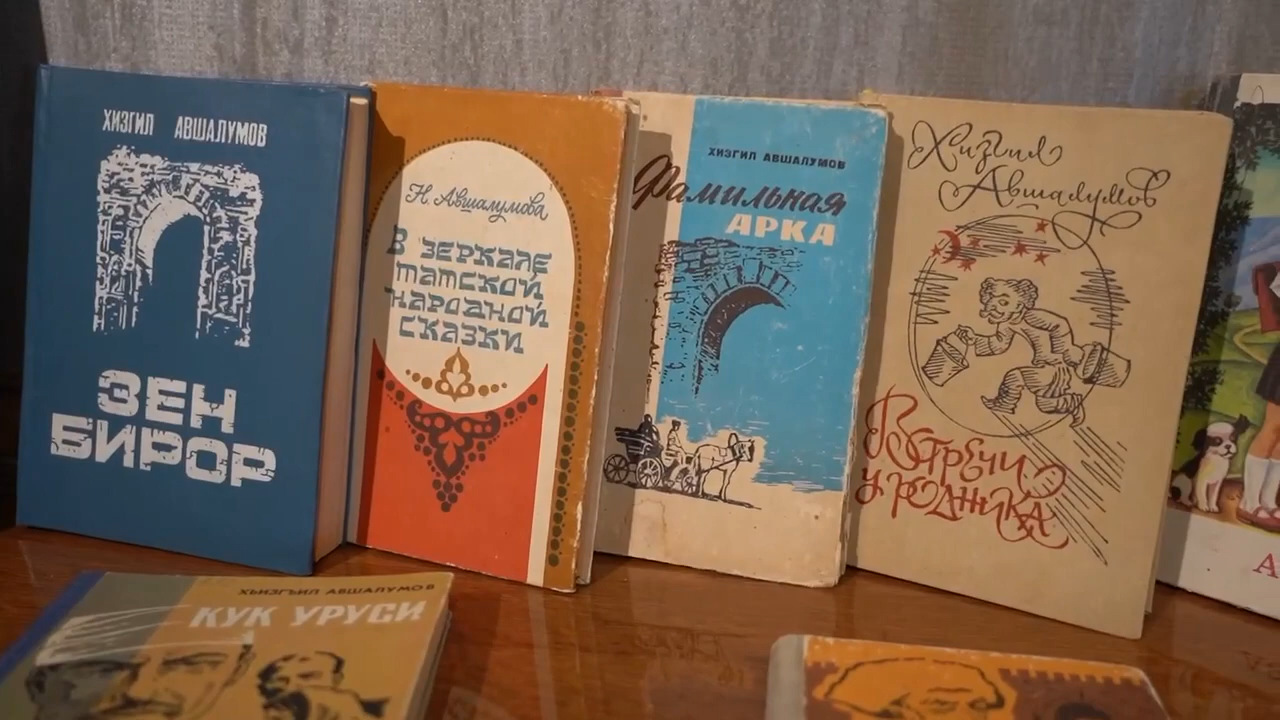 ХИЗГИЛ АВШАЛУМОВ
ЗЕН
БИРОР
Н. Авшалумова
В ЗЕРКАЛЕ
ТАТСКОЙ
НАРОДНОЙ
СКАЗКИ
ХИЗГИЛ АВШАЛУМОВ
Фамильная
АРКА
Хизгил
Авшалумов
Встречи
у родника
ХЬИЗГЪИЛ АВШАЛУМОВ
КУК УРУСИ